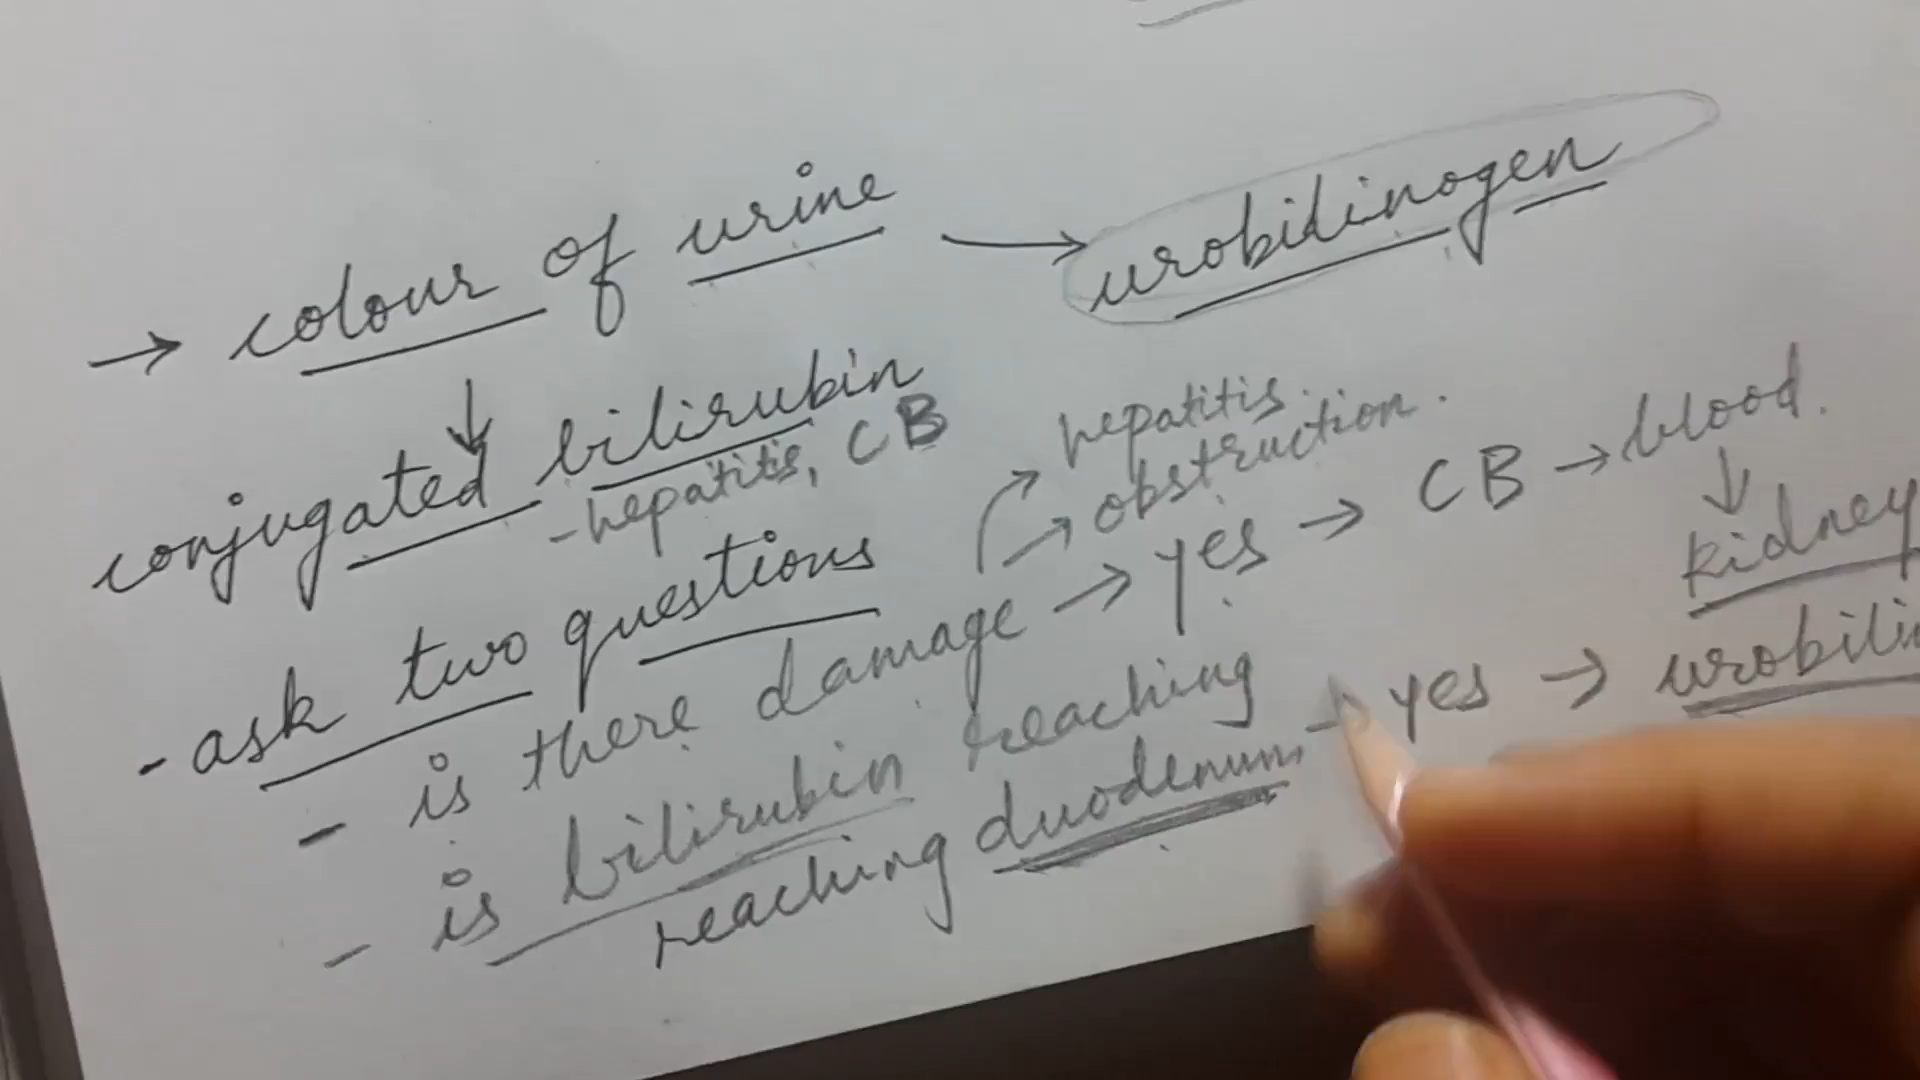 → colour of urine → urobilinogen
↓
conjugated bilirubin
- hepatitis, CB
hepatitis.
obstruction.
- ask two questions
- is there damage → yes → CB → blood.
↓
kidney
- is bilirubin reaching
reaching duodenum → yes → urobilin